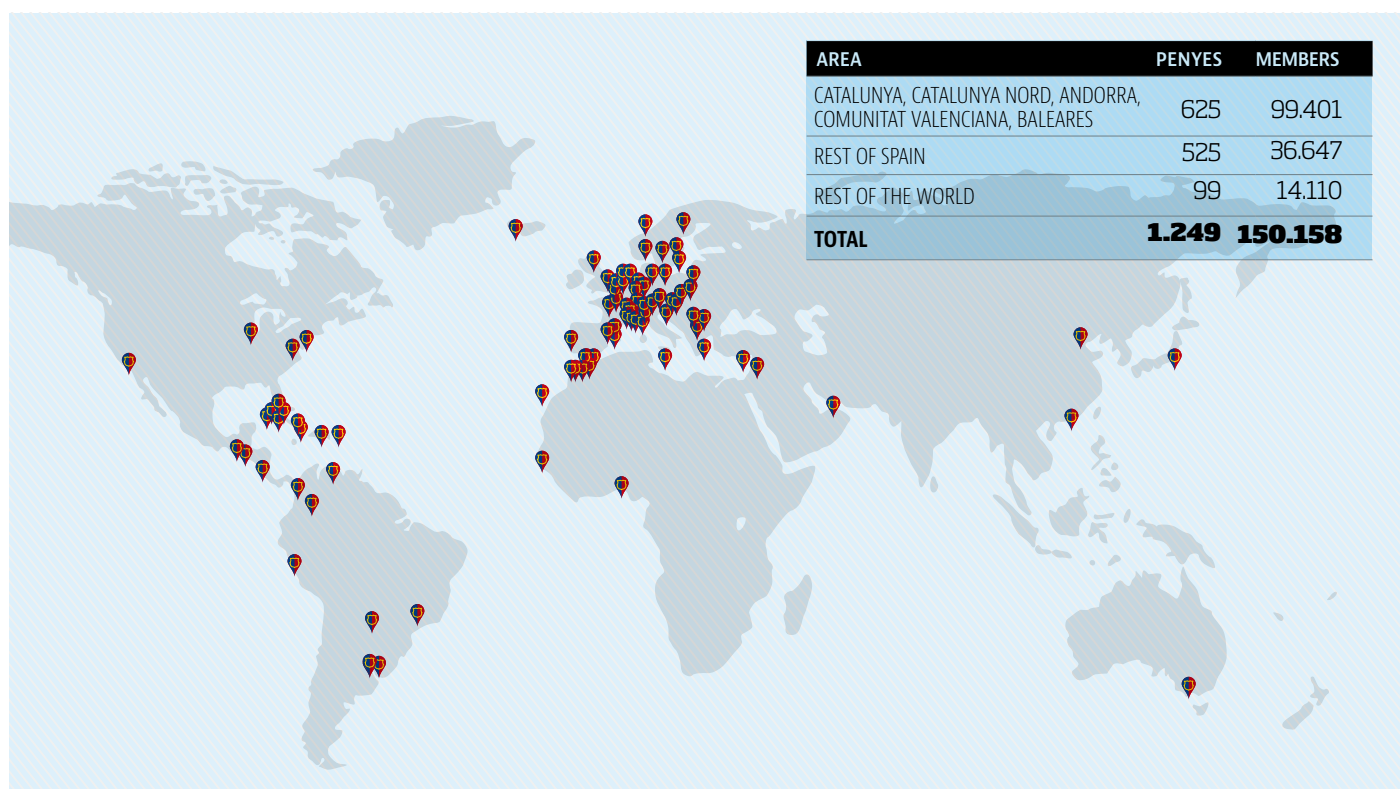 AREA PENYES MEMBERS
CATALUNYA, CATALUNYA NORD, ANDORRA,
COMUNITAT VALENCIANA, BALEARES 625 99.401
REST OF SPAIN 525 36.647
REST OF THE WORLD 99 14.110
TOTAL 1.249 150.158